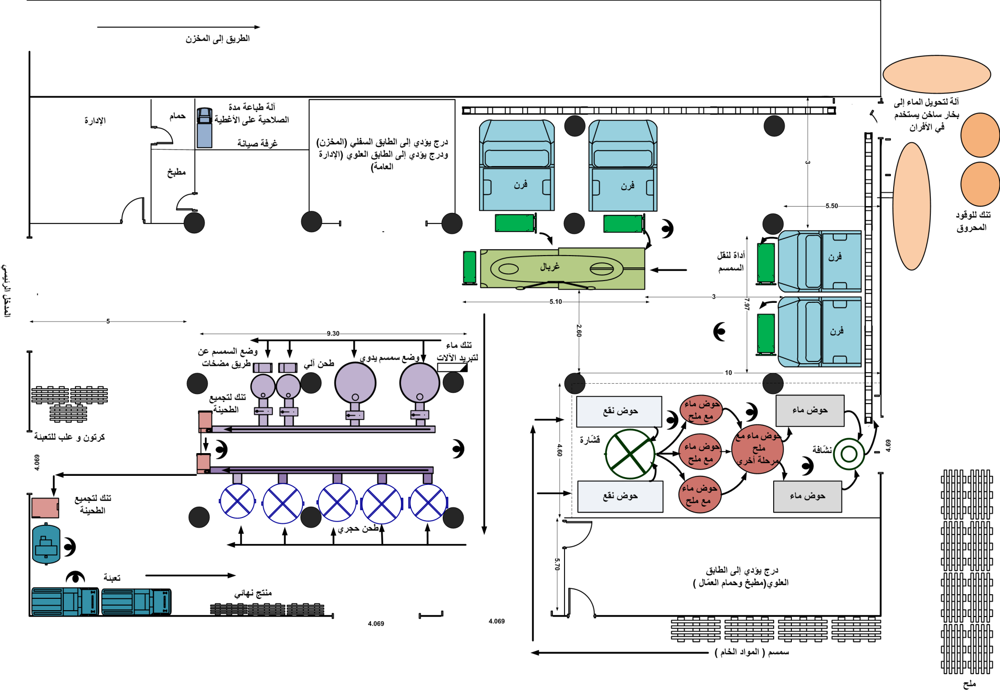 الطريق إلى المخزن
آلة لتحويل الماء إلى
بخار ساخن يستخدم
في الأفران
تنك للوقود
المحروق
الإدارة
حمام
مطبخ
آلة طباعة مدة
الصلاحية على الأغطية
غرفة صيانة
درج يؤدي إلى الطابق السفلي (المخزن)
ودرج يؤدي إلى الطابق العلوي (الإدارة
العامة)
فرن
فرن
3
5.50
أداة لنقل
السمسم
فرن
فرن
غربال
5.10
3
7.97
2.60
10
المدخل الرئيسي
5
9.30
تنك ماء
لتبريد الآلات
وضع سمسم يدوي
طحن آلي
وضع السمسم عن
طريق مضخات
تنك لتجميع
الطحينة
كرتون و علب للتعبئة
4.069
تنك لتجميع
الطحينة
طحن حجري
تعبئة
منتج نهائي
4.069
4.069
حوض نقع
حوض نقع
قشّارة
حوض ماء
مع ملح
حوض ماء
مع ملح
حوض ماء
مع ملح
حوض ماء مع
ملح
مرحلة أخرى
حوض ماء
حوض ماء
نشّافة
4.60
4.69
5.70
درج يؤدي إلى الطابق
العلوي(مطبخ وحمام العمّال )
سمسم ( المواد الخام )
ملح